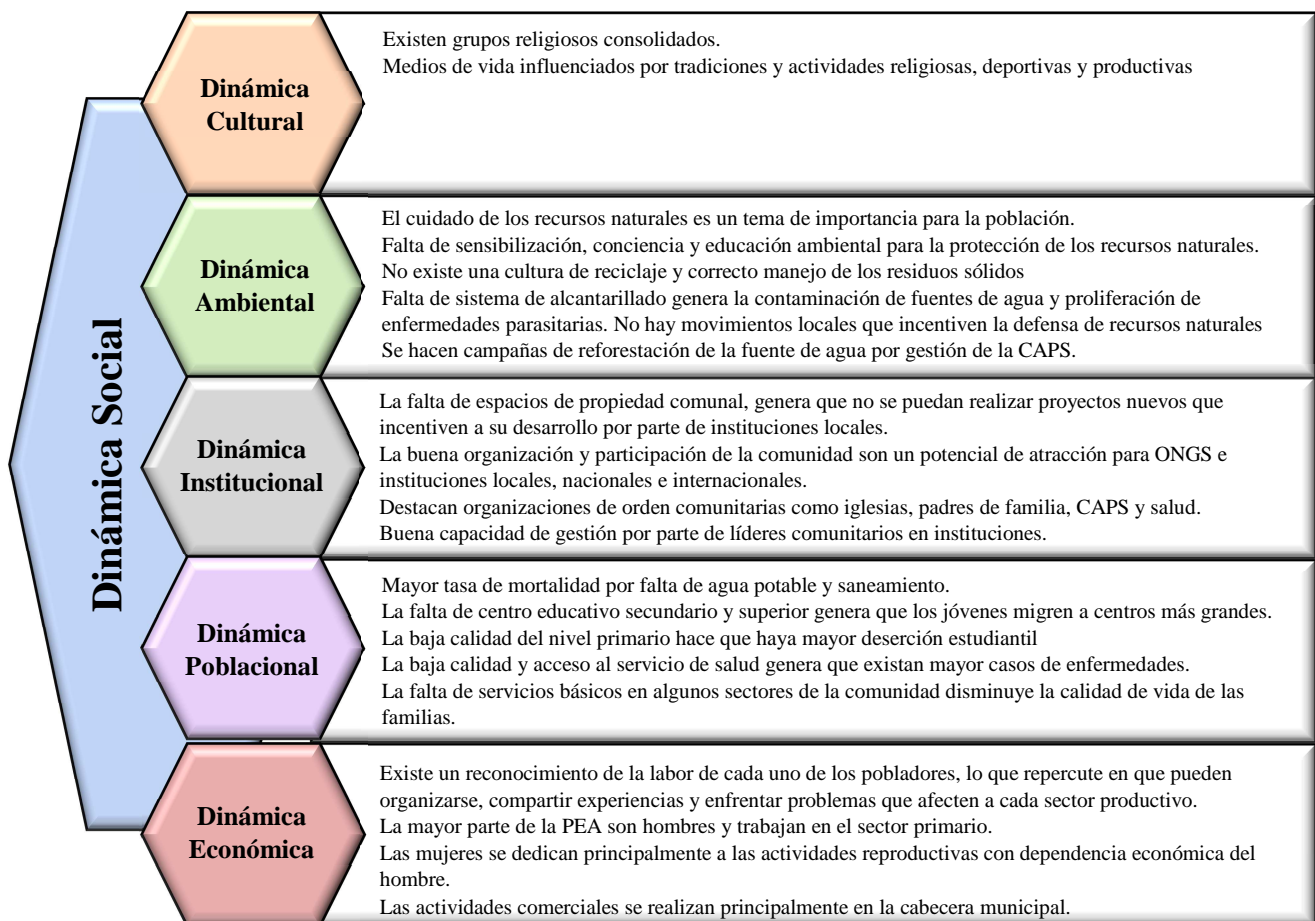 Dinámica Social
Dinámica
Cultural
Existen grupos religiosos consolidados.
Medios de vida influenciados por tradiciones y actividades religiosas, deportivas y productivas
Dinámica
Ambiental
El cuidado de los recursos naturales es un tema de importancia para la población.
Falta de sensibilización, conciencia y educación ambiental para la protección de los recursos naturales.
No existe una cultura de reciclaje y correcto manejo de los residuos sólidos
Falta de sistema de alcantarillado genera la contaminación de fuentes de agua y proliferación de
enfermedades parasitarias. No hay movimientos locales que incentiven la defensa de recursos naturales
Se hacen campañas de reforestación de la fuente de agua por gestión de la CAPS.
Dinámica
Institucional
La falta de espacios de propiedad comunal, genera que no se puedan realizar proyectos nuevos que
incentiven a su desarrollo por parte de instituciones locales.
La buena organización y participación de la comunidad son un potencial de atracción para ONGS e
instituciones locales, nacionales e internacionales.
Destacan organizaciones de orden comunitarias como iglesias, padres de familia, CAPS y salud.
Buena capacidad de gestión por parte de líderes comunitarios en instituciones.
Dinámica
Poblacional
Mayor tasa de mortalidad por falta de agua potable y saneamiento.
La falta de centro educativo secundario y superior genera que los jóvenes migren a centros más grandes.
La baja calidad del nivel primario hace que haya mayor deserción estudiantil
La baja calidad y acceso al servicio de salud genera que existan mayor casos de enfermedades.
La falta de servicios básicos en algunos sectores de la comunidad disminuye la calidad de vida de las
familias.
Dinámica
Económica
Existe un reconocimiento de la labor de cada uno de los pobladores, lo que repercute en que pueden
organizarse, compartir experiencias y enfrentar problemas que afecten a cada sector productivo.
La mayor parte de la PEA son hombres y trabajan en el sector primario.
Las mujeres se dedican principalmente a las actividades reproductivas con dependencia económica del
hombre.
Las actividades comerciales se realizan principalmente en la cabecera municipal.